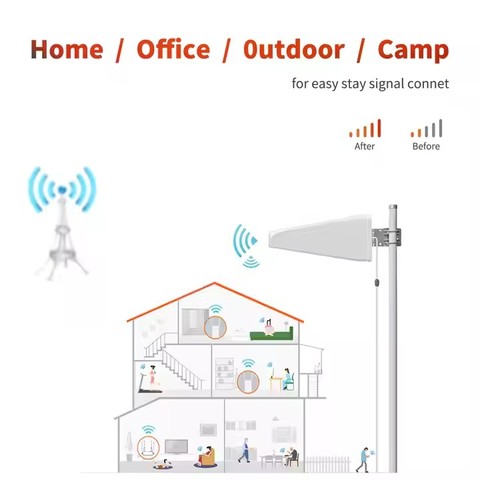 Home / Office / 0utdoor / Camp
for easy stay signal connet
After
Before